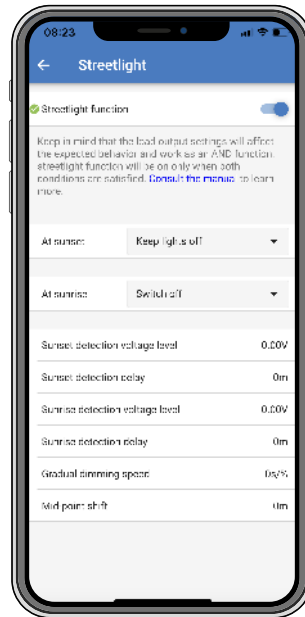 08:23
Streetlight
Streetlight function
Keep in mind that the load output settings will affect
the expected behavior and work as an AND function.
streetlight function will be on only when both
conditions are satisfied. Consult the manual to learn
more.
At sunset Keep lights off
At sunrise Switch off
Sunset detection voltage level 0.00V
Sunset detection delay 0m
Sunrise detection voltage level 0.00V
Sunrise detection delay 0m
Gradual dimming speed 0s/%
Mid point shift 0m